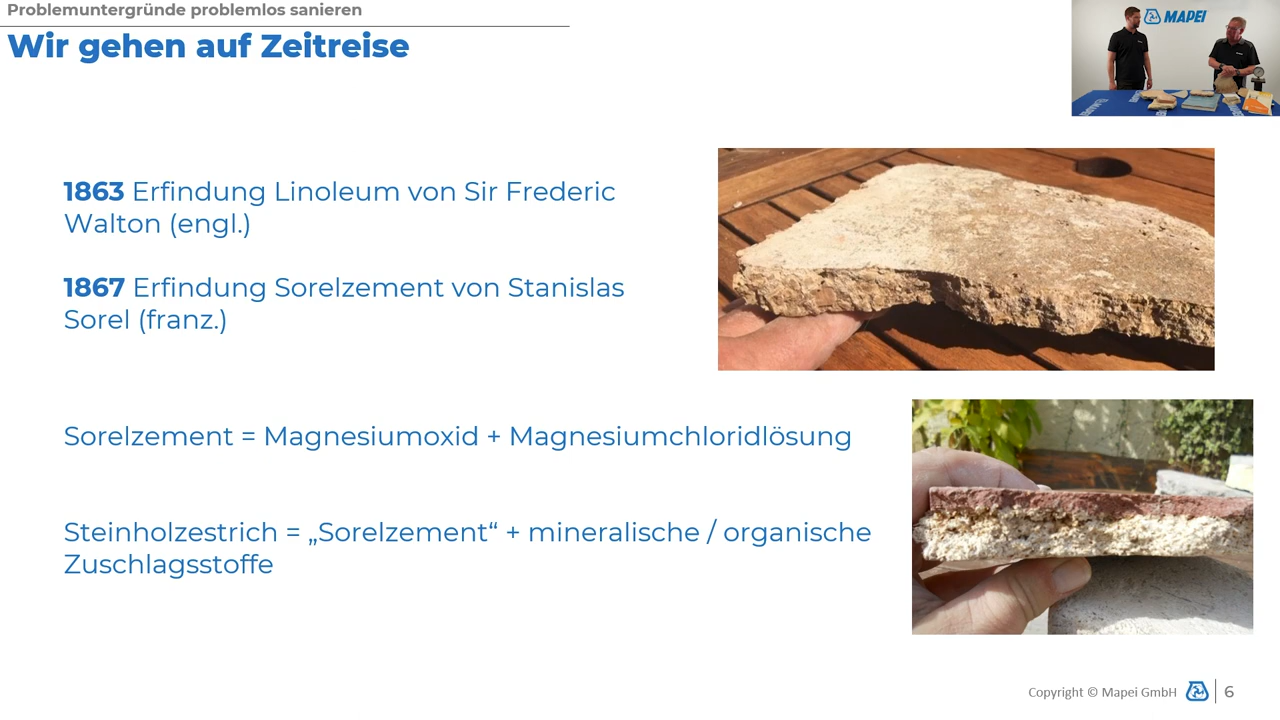 Problemuntergründe problemlos sanieren
Wir gehen auf Zeitreise
MAPEI
1863 Erfindung Linoleum von Sir Frederic
Walton (engl.)
1867 Erfindung Sorelzement von Stanislas
Sorel (franz.)
Sorelzement = Magnesiumoxid + Magnesiumchloridlösung
Steinholzestrich = „Sorelzement“ + mineralische / organische
Zuschlagsstoffe
Copyright © Mapei GmbH
6